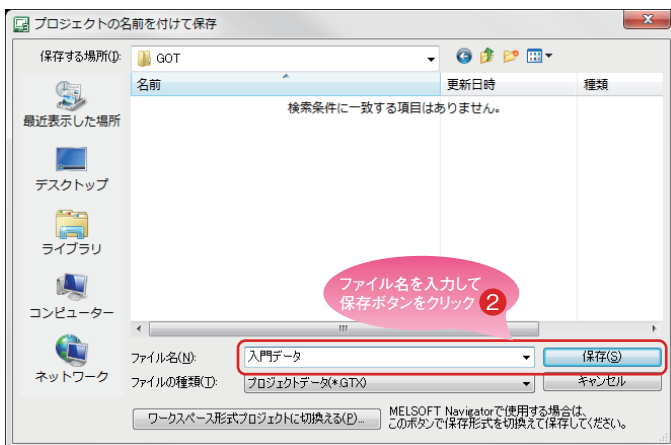 プロジェクトの名前を付けて保存
保存する場所(I):
GOT
名前
更新日時
種類
検索条件に一致する項目はありません。
最近表示した場所
デスクトップ
ライブラリ
コンピューター
ネットワーク
ファイル名を入力して
保存ボタンをクリック 2
ファイル名(N):
入門データ
保存(S)
ファイルの種類(T):
プロジェクトデータ(*.GTX)
キャンセル
ワークスペース形式プロジェクトに切換える(P)...
MELSOFT Navigatorで使用する場合は、
このボタンで保存形式を切換えて保存してください。